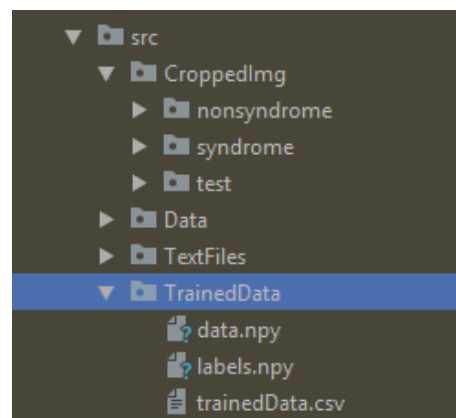 src
CroppedImg
nonsyndrome
syndrome
test
Data
TextFiles
TrainedData
data.npy
labels.npy
trainedData.csv